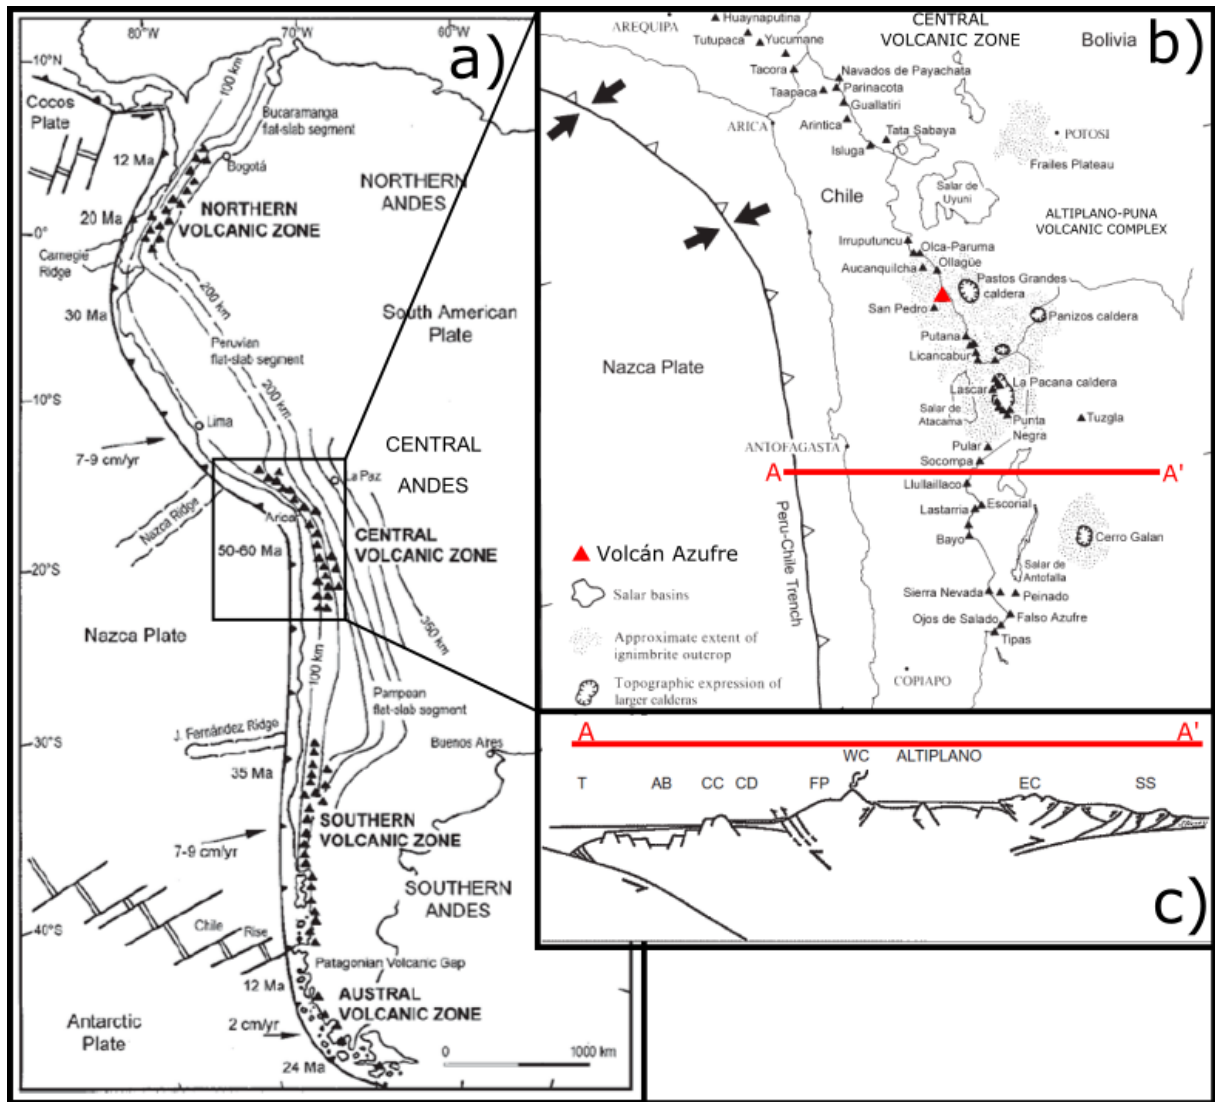 80°W
70°W
60°W
a)
10°N
Cocos
Plate
100 km
Bucaramanga
flat-slab segment
12 Ma
Bogotá
NORTHERN
ANDES
20 Ma
NORTHERN
VOLCANIC ZONE
0°
Carnegie
Ridge
200 km
30 Ma
South American
Plate
Peruvian
flat-slab segment
200 km
10°S
Lima
7-9 cm/yr
CENTRAL
ANDES
La Paz
Nazca Ridge
Arica
50-60 Ma
CENTRAL
VOLCANIC ZONE
20°S
Nazca Plate
350 km
100 km
Pampean
flat-slab segment
J. Fernández Ridge
Buenos Aires
30°S
35 Ma
SOUTHERN
VOLCANIC ZONE
7-9 cm/yr
SOUTHERN
ANDES
Chile Rise
40°S
Patagonian Volcanic Gap
12 Ma
AUSTRAL
VOLCANIC ZONE
Antarctic
Plate
2 cm/yr
24 Ma
0
1000 km
b)
AREQUIPA
Huaynaputina
CENTRAL
VOLCANIC ZONE
Bolivia
Tutupaca
Yucumane
Tacora
Navados de Payachata
Taapaca
Parinacota
Guallatiri
ARICA
Arintica
Tata Sabaya
POTOSI
Isluga
Frailes Plateau
Chile
Salar de
Uyuni
ALTIPLANO-PUNA
VOLCANIC COMPLEX
Irruputuncu
Olca-Paruma
Aucanquilcha
Ollagüe
Pastos Grandes
caldera
San Pedro
Panizos caldera
Putana
Licancabur
Nazca Plate
Lascar
La Pacana caldera
Salar de
Atacama
Punta
Negra
Tuzgla
ANTOFAGASTA
Pular
Socompa
A
A'
Llullaillaco
Lastarria
Escorial
Peru-Chile Trench
Bayo
Cerro Galan
Volcán Azufre
Salar de
Antofalla
Salar basins
Sierra Nevada
Peinado
Ojos de Salado
Falso Azufre
Approximate extent of
ignimbrite outcrop
Tipas
Topographic expression of
larger calderas
COPIAPO
A
A'
WC
ALTIPLANO
T
AB
CC
CD
FP
EC
SS
c)